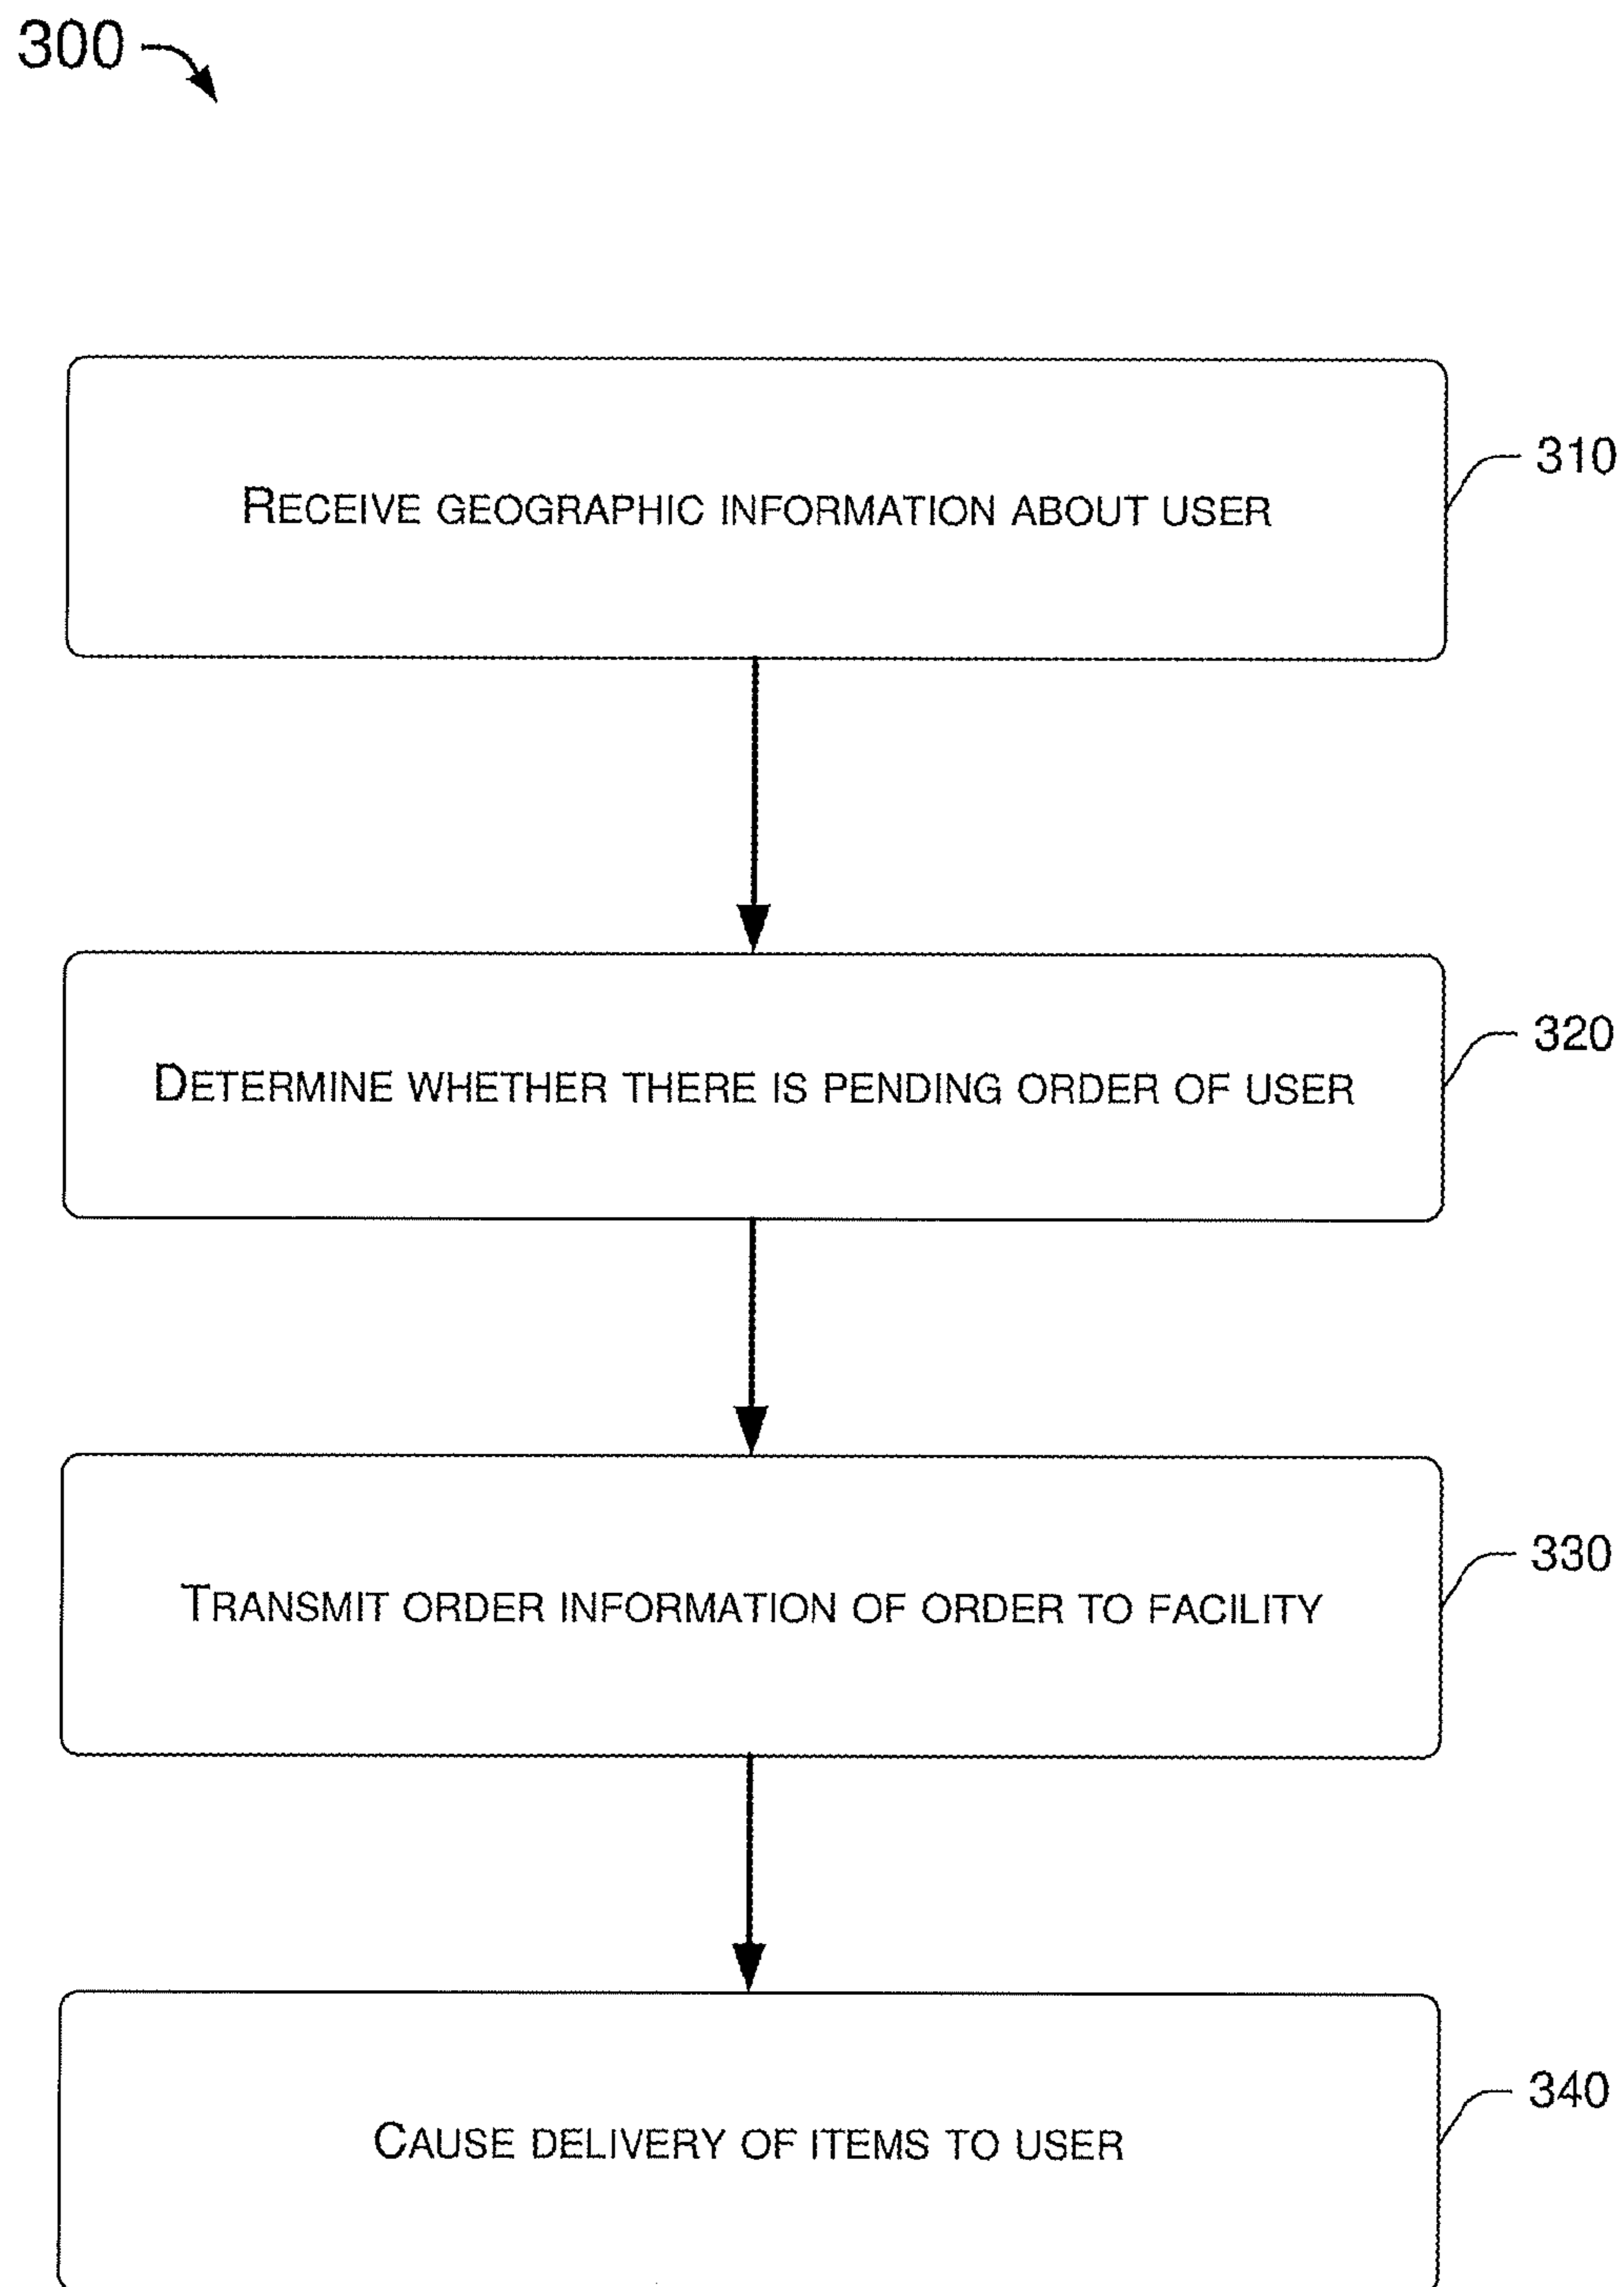 300
RECEIVE GEOGRAPHIC INFORMATION ABOUT USER
310
DETERMINE WHETHER THERE IS PENDING ORDER OF USER
320
TRANSMIT ORDER INFORMATION OF ORDER TO FACILITY
330
CAUSE DELIVERY OF ITEMS TO USER
340